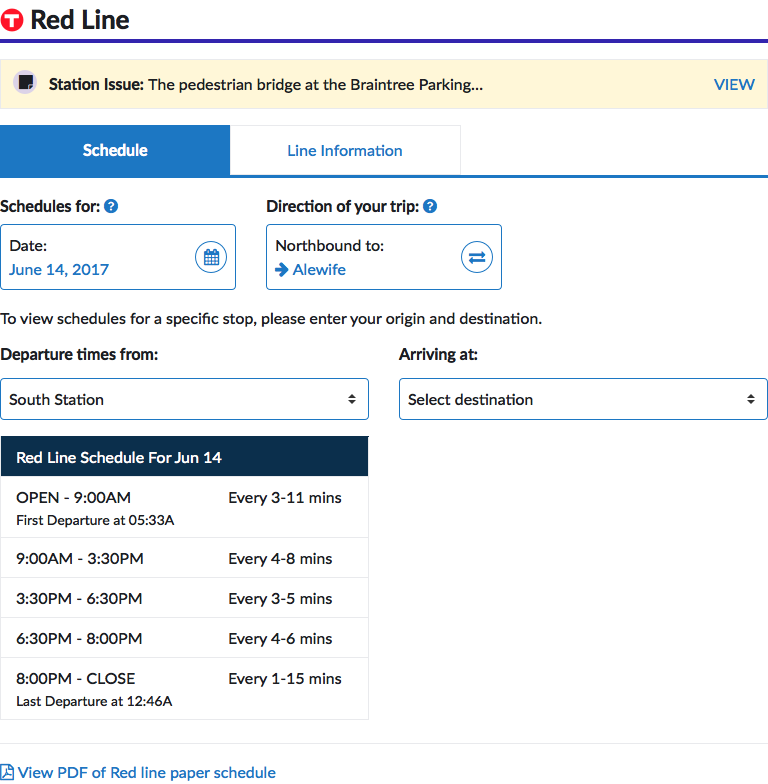 T Red Line
Station Issue: The pedestrian bridge at the Braintree Parking... VIEW
Schedule Line Information
Schedules for: ? Direction of your trip: ?
Date: Northbound to:
June 14, 2017 Alewife
To view schedules for a specific stop, please enter your origin and destination.
Departure times from: Arriving at:
South Station Select destination
Red Line Schedule For Jun 14
OPEN - 9:00AM Every 3-11 mins
First Departure at 05:33A
9:00AM - 3:30PM Every 4-8 mins
3:30PM - 6:30PM Every 3-5 mins
6:30PM - 8:00PM Every 4-6 mins
8:00PM - CLOSE Every 1-15 mins
Last Departure at 12:46A
View PDF of Red line paper schedule